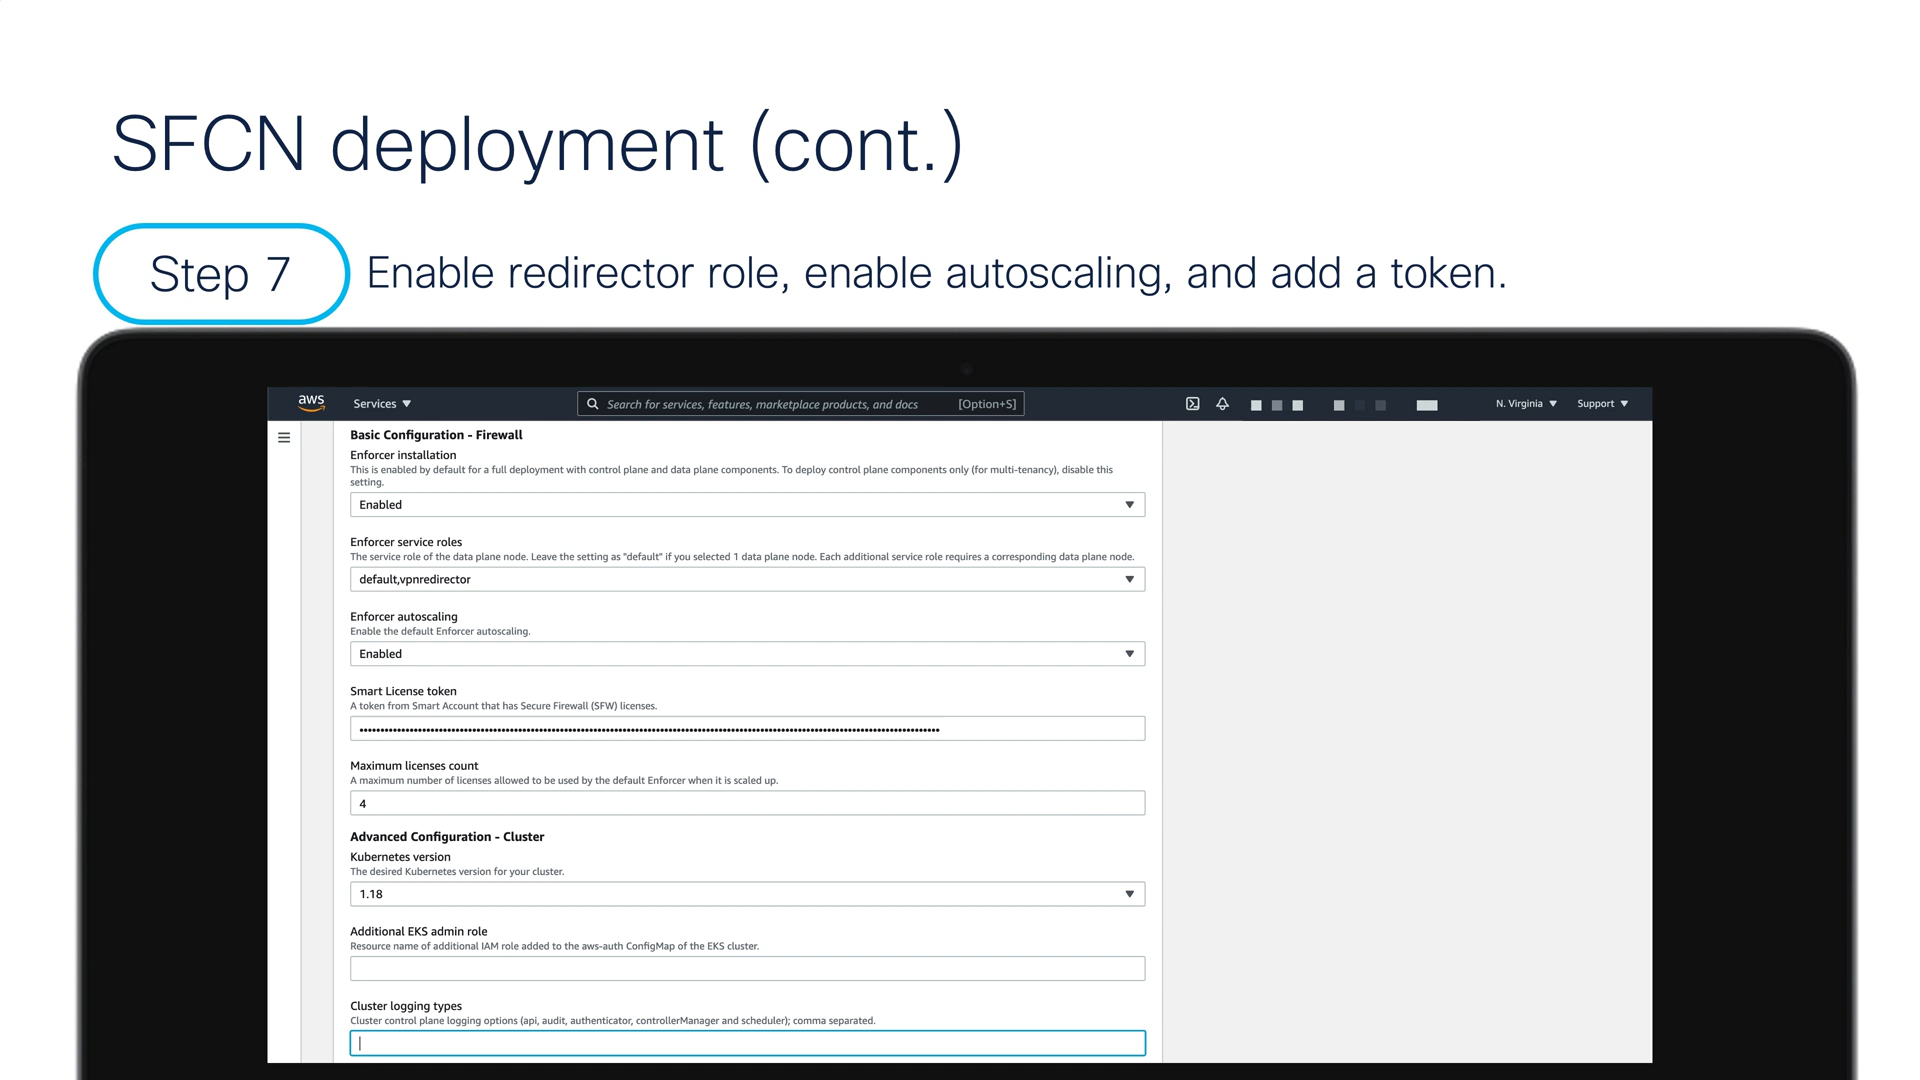 SFCN deployment (cont.)
Step 7
Enable redirector role, enable autoscaling, and add a token.
aws
Services
Search for services, features, marketplace products, and docs
[Option+S]
N. Virginia
Support
Basic Configuration - Firewall
Enforcer installation
This is enabled by default for a full deployment with control plane and data plane components. To deploy control plane components only (for multi-tenancy), disable this
setting.
Enabled
Enforcer service roles
The service role of the data plane node. Leave the setting as "default" if you selected 1 data plane node. Each additional service role requires a corresponding data plane node.
default,vpnredirector
Enforcer autoscaling
Enable the default Enforcer autoscaling.
Enabled
Smart License token
A token from Smart Account that has Secure Firewall (SFW) licenses.
Maximum licenses count
A maximum number of licenses allowed to be used by the default Enforcer when it is scaled up.
4
Advanced Configuration - Cluster
Kubernetes version
The desired Kubernetes version for your cluster.
1.18
Additional EKS admin role
Resource name of additional IAM role added to the aws-auth ConfigMap of the EKS cluster.
Cluster logging types
Cluster control plane logging options (api, audit, authenticator, controllerManager and scheduler); comma separated.